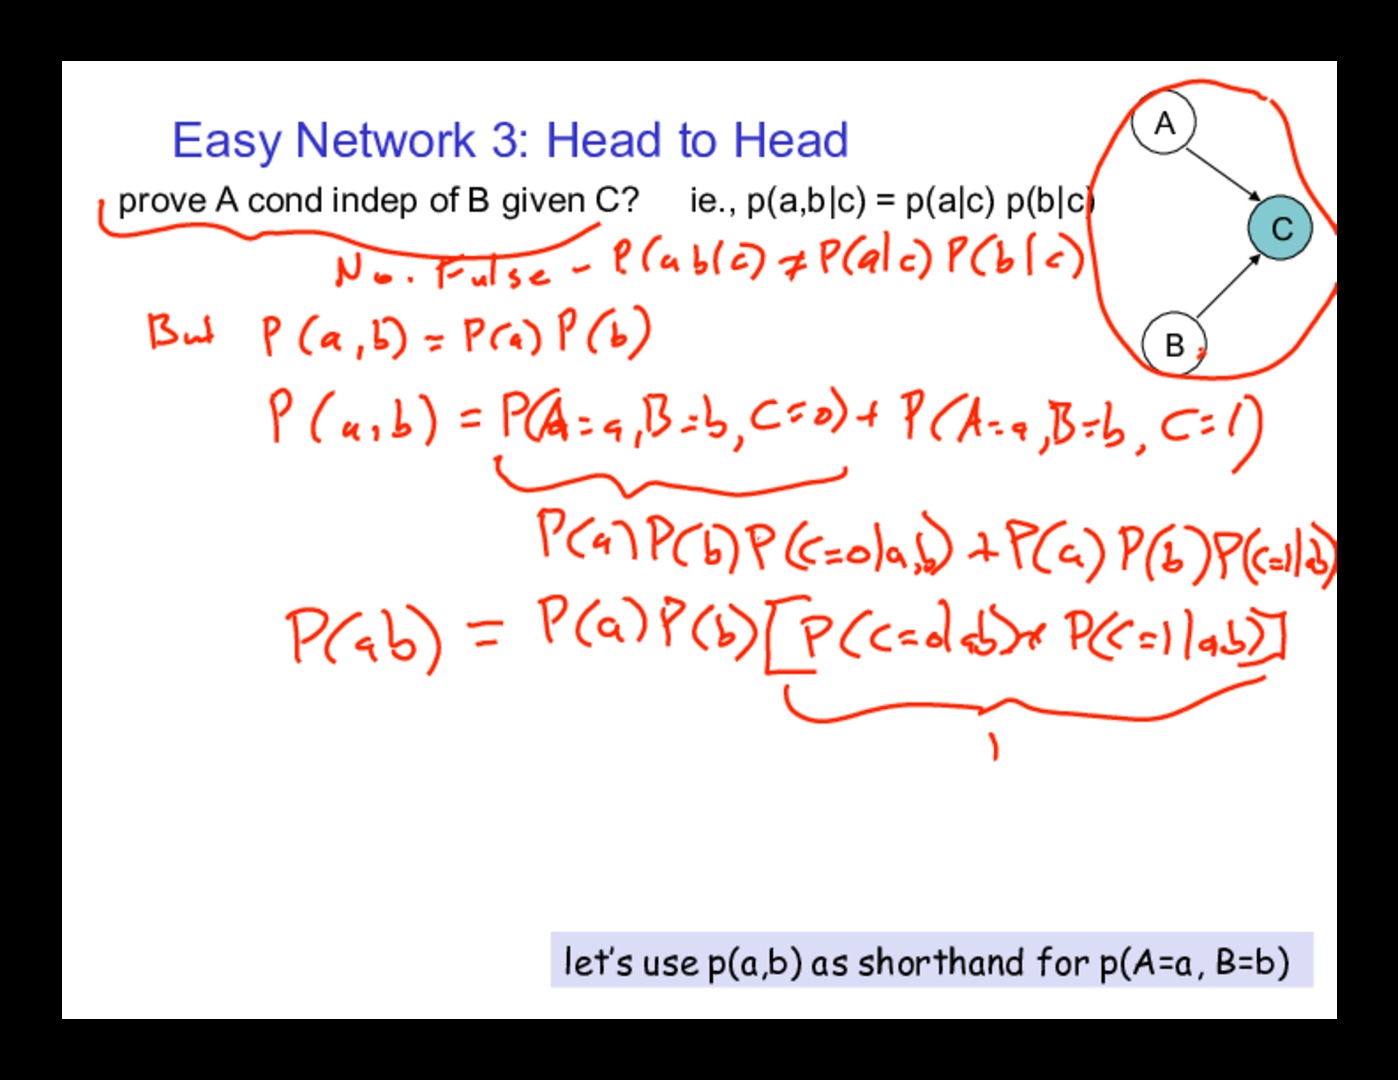 Easy Network 3: Head to Head
A
prove A cond indep of B given C? ie., p(a,b|c) = p(a|c) p(b|c)
C
No. False - P(ab|c) ≠ P(a|c) P(b|c)
But P(a,b) = P(a) P(b)
B
P(a,b) = P(A=a,B=b,C=0) + P(A=a,B=b,C=1)
P(a)P(b)P(C=0|a,b) + P(a)P(b)P(C=1|ab)
P(ab) = P(a)P(b)[P(C=0|ab) + P(C=1|ab)]
1
let's use p(a,b) as shorthand for p(A=a, B=b)